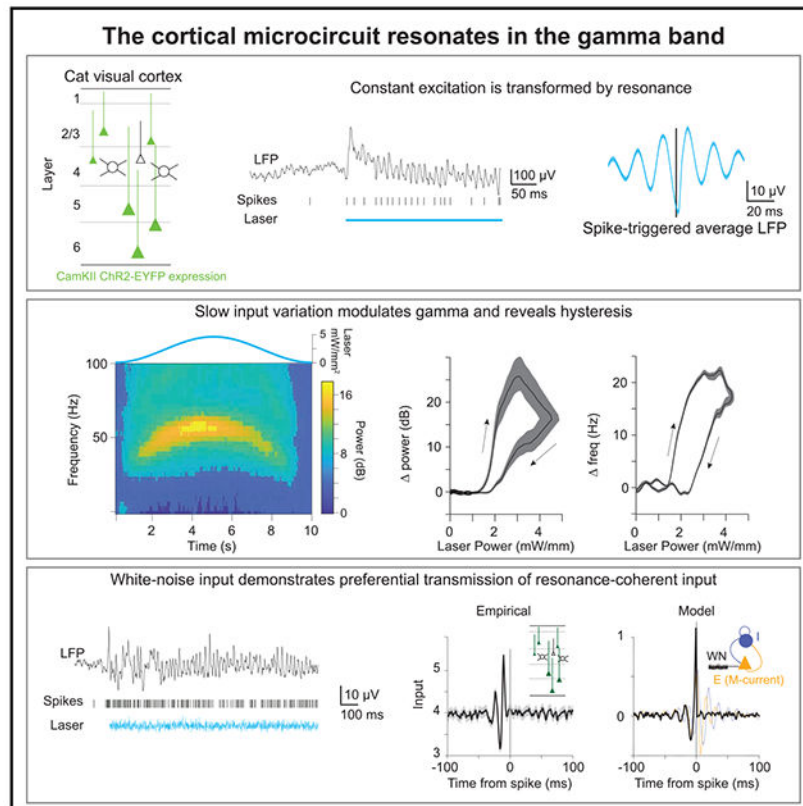 The cortical microcircuit resonates in the gamma band
Cat visual cortex
Layer
1
2/3
4
5
6
CamKII ChR2-EYFP expression
Constant excitation is transformed by resonance
LFP
Spikes
Laser
100 µV
50 ms
10 µV
20 ms
Spike-triggered average LFP
Slow input variation modulates gamma and reveals hysteresis
5
0
Laser
mW/mm²
Frequency (Hz)
100
50
16
8
0
Power (dB)
2 4 6 8 10
Time (s)
Δ power (dB)
30
20
10
0
0 2 4
Laser Power (mW/mm)
Δ freq (Hz)
20
10
0
0 2 4
Laser Power (mW/mm)
White-noise input demonstrates preferential transmission of resonance-coherent input
LFP
Spikes
Laser
10 µV
100 ms
Empirical
Input
5
4
3
-100 0 100
Time from spike (ms)
Model
1
0
WN
I
E (M-current)
-100 0 100
Time from spike (ms)